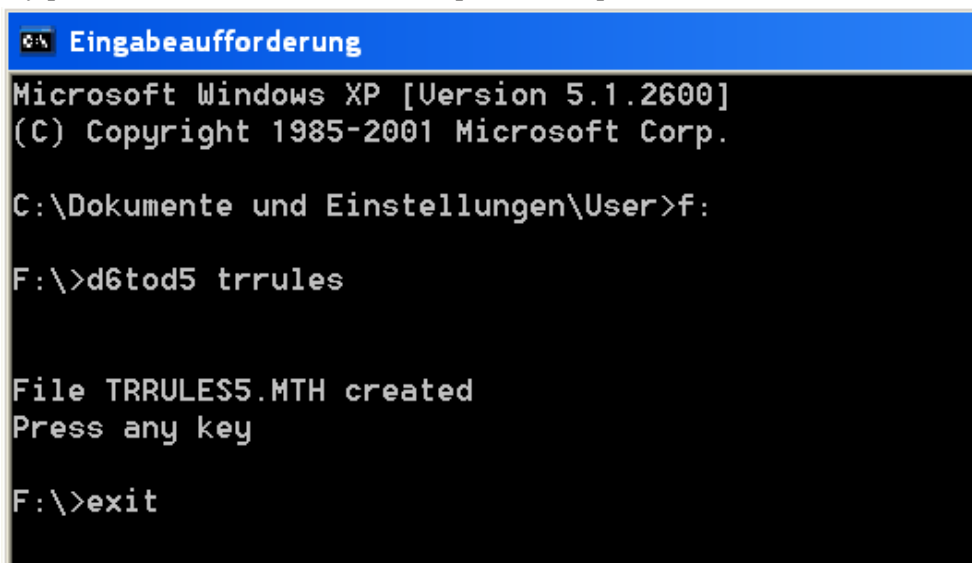 Eingabeaufforderung
Microsoft Windows XP [Version 5.1.2600]
(C) Copyright 1985-2001 Microsoft Corp.
C:\Dokumente und Einstellungen\User>f:
F:\>d6tod5 trrules
File TRRULES5.MTH created
Press any key
F:\>exit